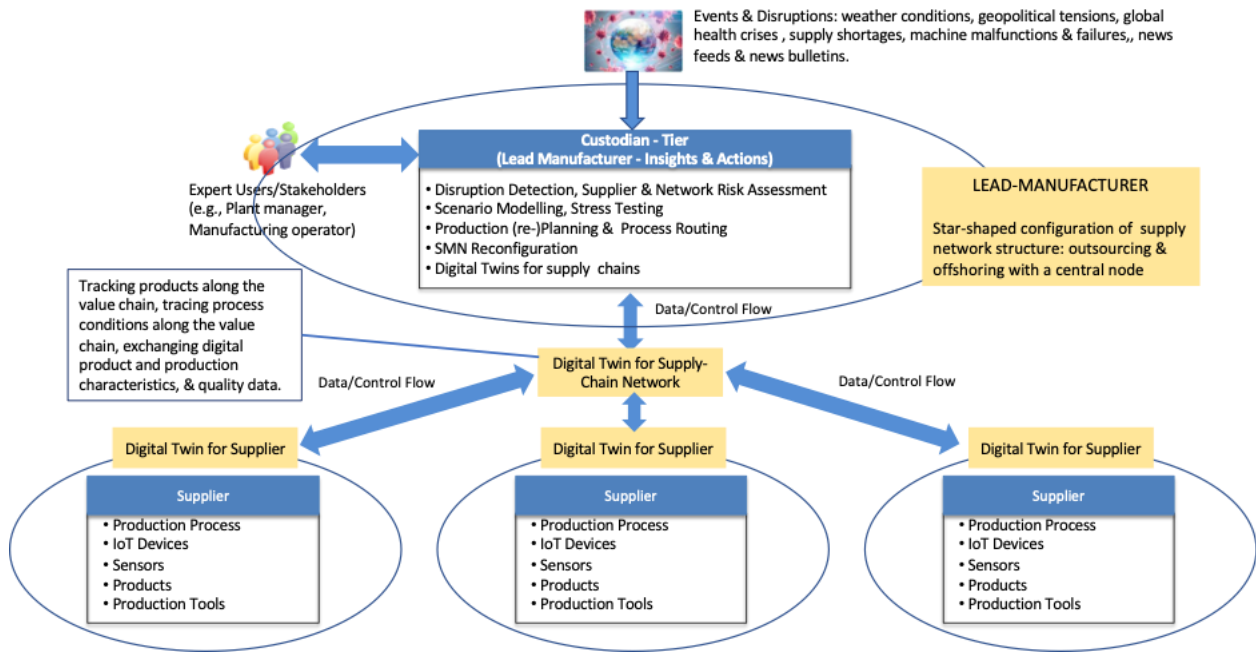 Events & Disruptions: weather conditions, geopolitical tensions, global
health crises , supply shortages, machine malfunctions & failures,, news
feeds & news bulletins.
Custodian - Tier
(Lead Manufacturer - Insights & Actions)
• Disruption Detection, Supplier & Network Risk Assessment
• Scenario Modelling, Stress Testing
• Production (re-)Planning & Process Routing
• SMN Reconfiguration
• Digital Twins for supply chains
Expert Users/Stakeholders
(e.g., Plant manager,
Manufacturing operator)
LEAD-MANUFACTURER
Star-shaped configuration of supply
network structure: outsourcing &
offshoring with a central node
Tracking products along the
value chain, tracing process
conditions along the value
chain, exchanging digital
product and production
characteristics, & quality data.
Data/Control Flow
Digital Twin for Supply-
Chain Network
Data/Control Flow
Data/Control Flow
Digital Twin for Supplier
Supplier
• Production Process
• IoT Devices
• Sensors
• Products
• Production Tools
Digital Twin for Supplier
Supplier
• Production Process
• IoT Devices
• Sensors
• Products
• Production Tools
Digital Twin for Supplier
Supplier
• Production Process
• IoT Devices
• Sensors
• Products
• Production Tools